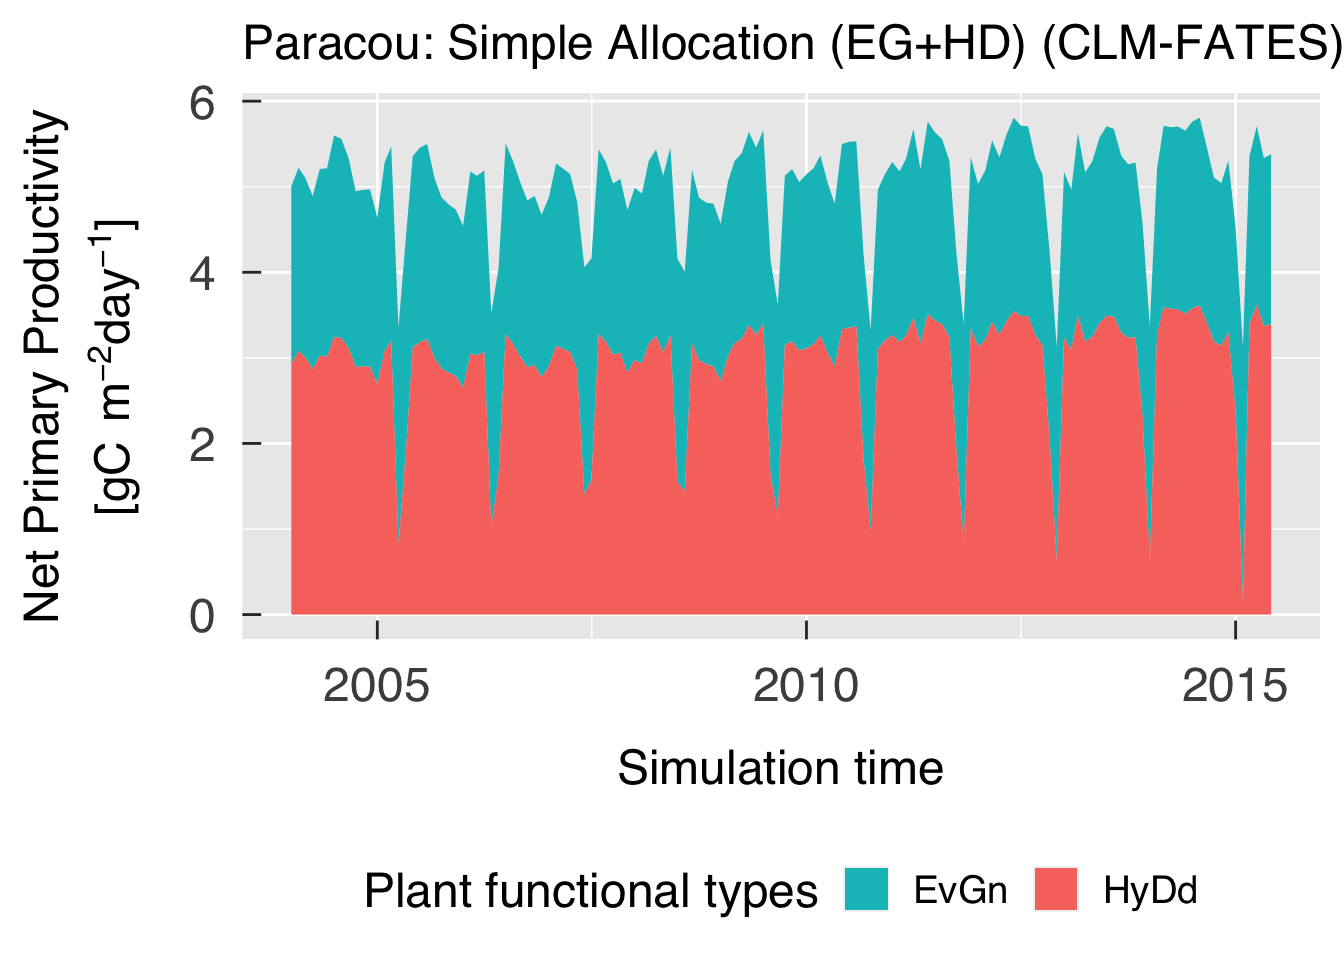 Paracou: Simple Allocation (EG+HD) (CLM-FATES)
Net Primary Productivity
[gC m⁻²day⁻¹]
6
4
2
0
2005 2010 2015
Simulation time
Plant functional types EvGn HyDd